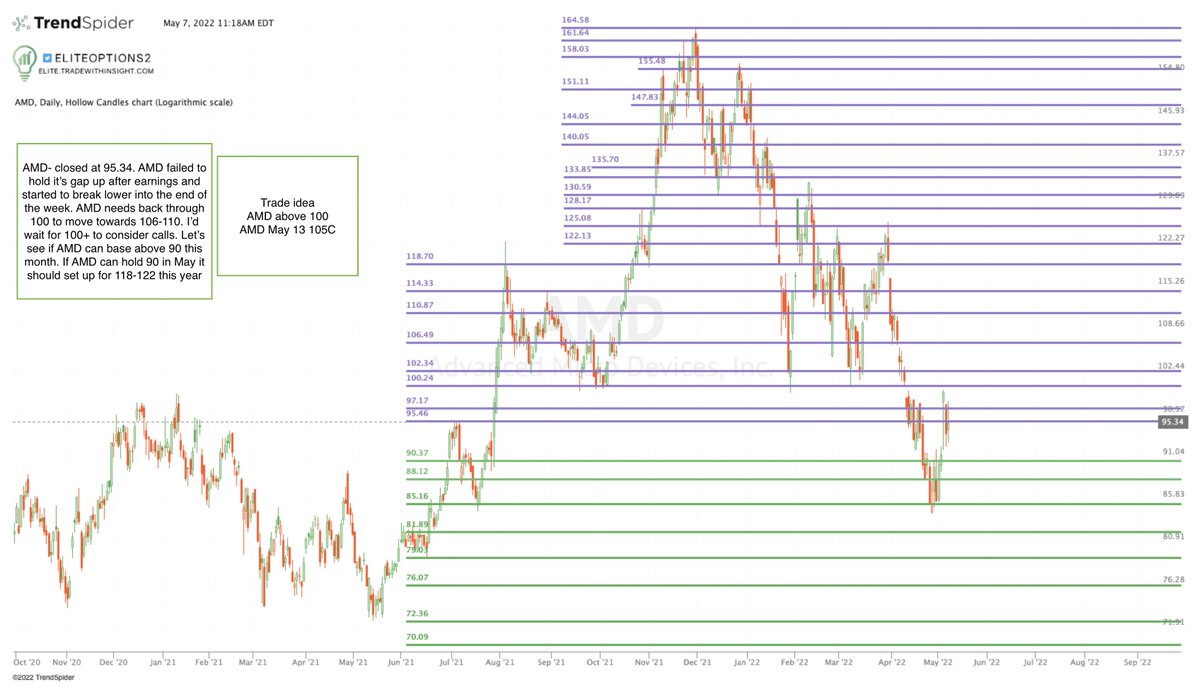 TrendSpider
May 7, 2022 11:18AM EDT
ELITEOPTIONS2
ELITE.TRADEWITHINSIGHT.COM
AMD, Daily, Hollow Candles chart (Logarithmic scale)
AMD- closed at 95.34. AMD failed to
hold it's gap up after earnings and
started to break lower into the end of
the week. AMD needs back through
100 to move towards 106-110. I'd
wait for 100+ to consider calls. Let's
see if AMD can base above 90 this
month. If AMD can hold 90 in May it
should set up for 118-122 this year
Trade idea
AMD above 100
AMD May 13 105C
164.58
161.64
158.03
155.48
151.11
147.83
144.05
140.05
135.70
133.85
130.59
128.17
125.08
122.13
118.70
114.33
110.87
106.49
102.34
100.24
97.17
95.46
90.37
88.12
85.16
81.89
79.03
76.07
72.36
70.09
AMD
Advanced Micro Devices, Inc.
154.80
145.93
137.57
129.69
122.27
115.26
108.66
102.44
95.34
91.04
85.83
80.91
76.28
71.91
Oct '20
Nov '20
Dec '20
Jan '21
Feb '21
Mar '21
Apr '21
May '21
Jun '21
Jul '21
Aug '21
Sep '21
Oct '21
Nov '21
Dec '21
Jan '22
Feb '22
Mar '22
Apr '22
May '22
Jun '22
Jul '22
Aug '22
Sep '22
©2022 TrendSpider